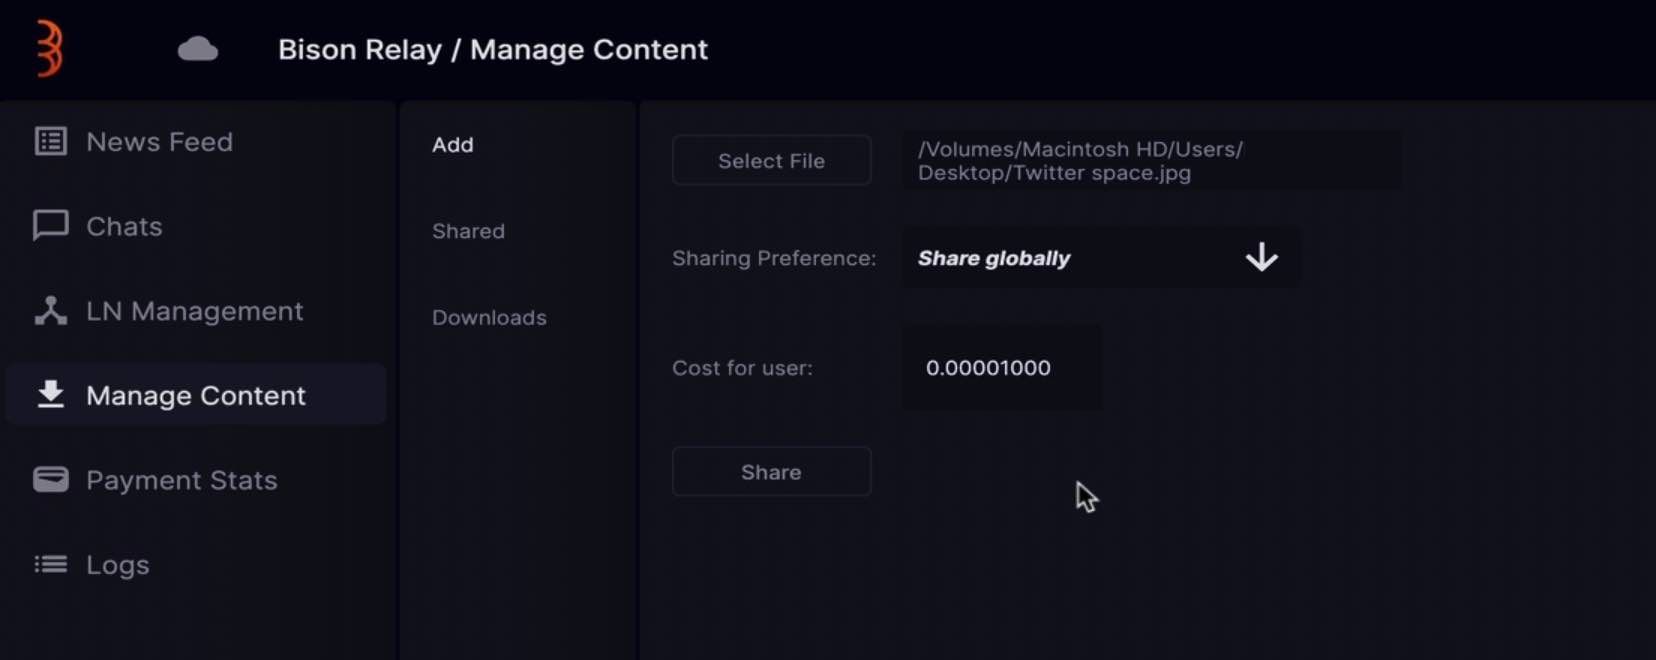 Bison Relay / Manage Content
News Feed
Chats
LN Management
Manage Content
Payment Stats
Logs
Add
Shared
Downloads
Select File
/Volumes/Macintosh HD/Users/
Desktop/Twitter space.jpg
Sharing Preference:
Share globally
Cost for user:
0.00001000
Share